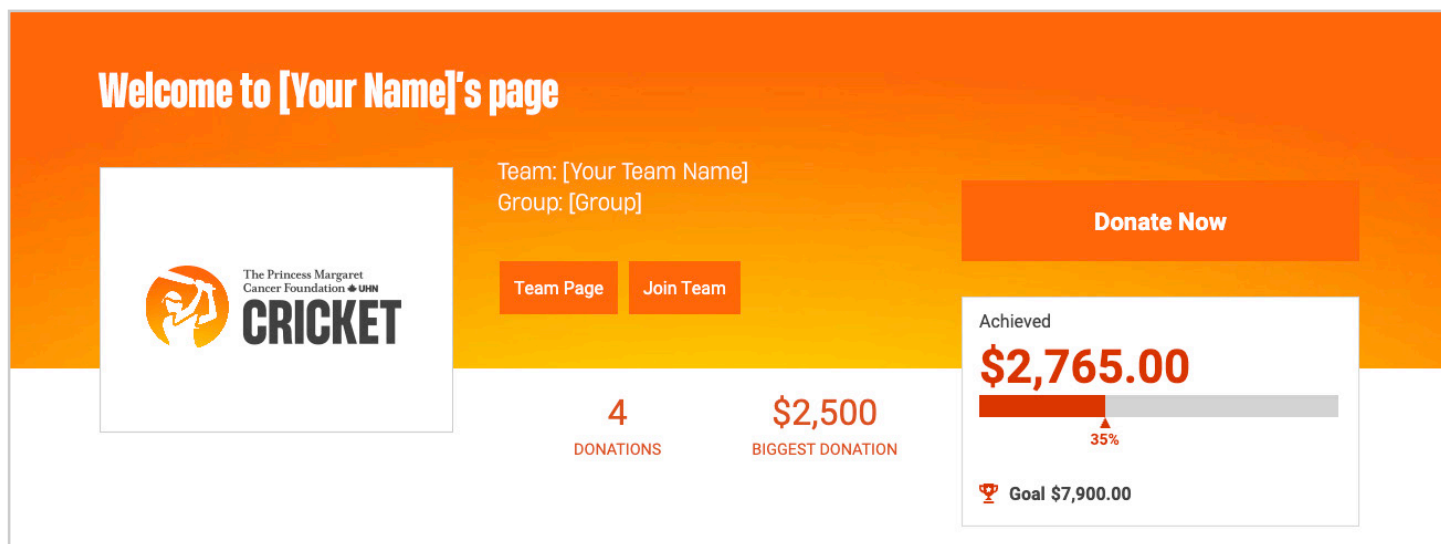 Welcome to [Your Name]'s page
Team: [Your Team Name]
Group: [Group]
Team Page
Join Team
The Princess Margaret
Cancer Foundation UHN
CRICKET
Donate Now
Achieved
$2,765.00
35%
Goal $7,900.00
4
DONATIONS
$2,500
BIGGEST DONATION